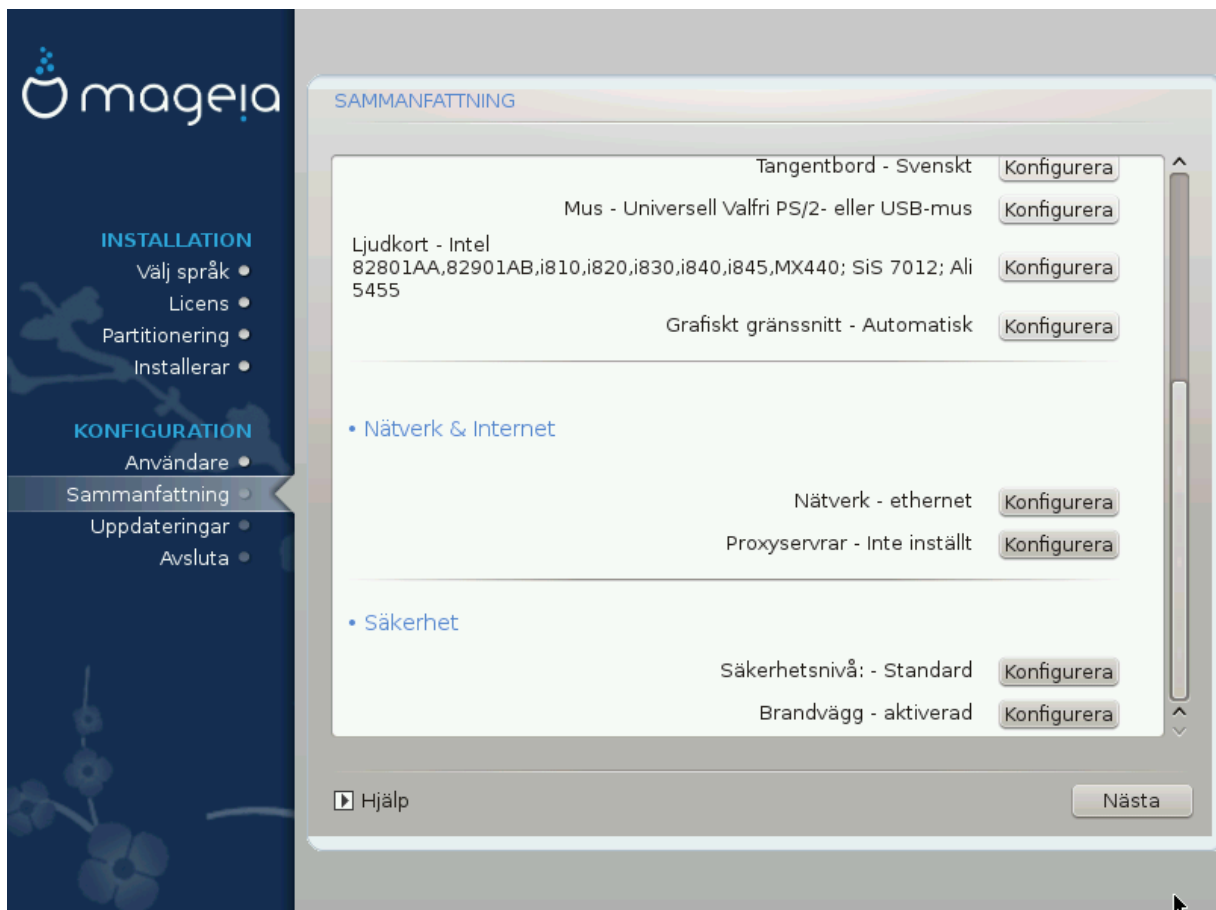 mageia
INSTALLATION
Välj språk
Licens
Partitionering
Installerar
KONFIGURATION
Användare
Sammanfattning
Uppdateringar
Avsluta
SAMMANFATTNING
Tangentbord - Svenskt Konfigurera
Mus - Universell Valfri PS/2- eller USB-mus Konfigurera
Ljudkort - Intel
82801AA,82901AB,i810,i820,i830,i840,i845,MX440; SiS 7012; Ali
5455 Konfigurera
Grafiskt gränssnitt - Automatisk Konfigurera
• Nätverk & Internet
Nätverk - ethernet Konfigurera
Proxyservrar - Inte inställt Konfigurera
• Säkerhet
Säkerhetsnivå: - Standard Konfigurera
Brandvägg - aktiverad Konfigurera
Hjälp
Nästa